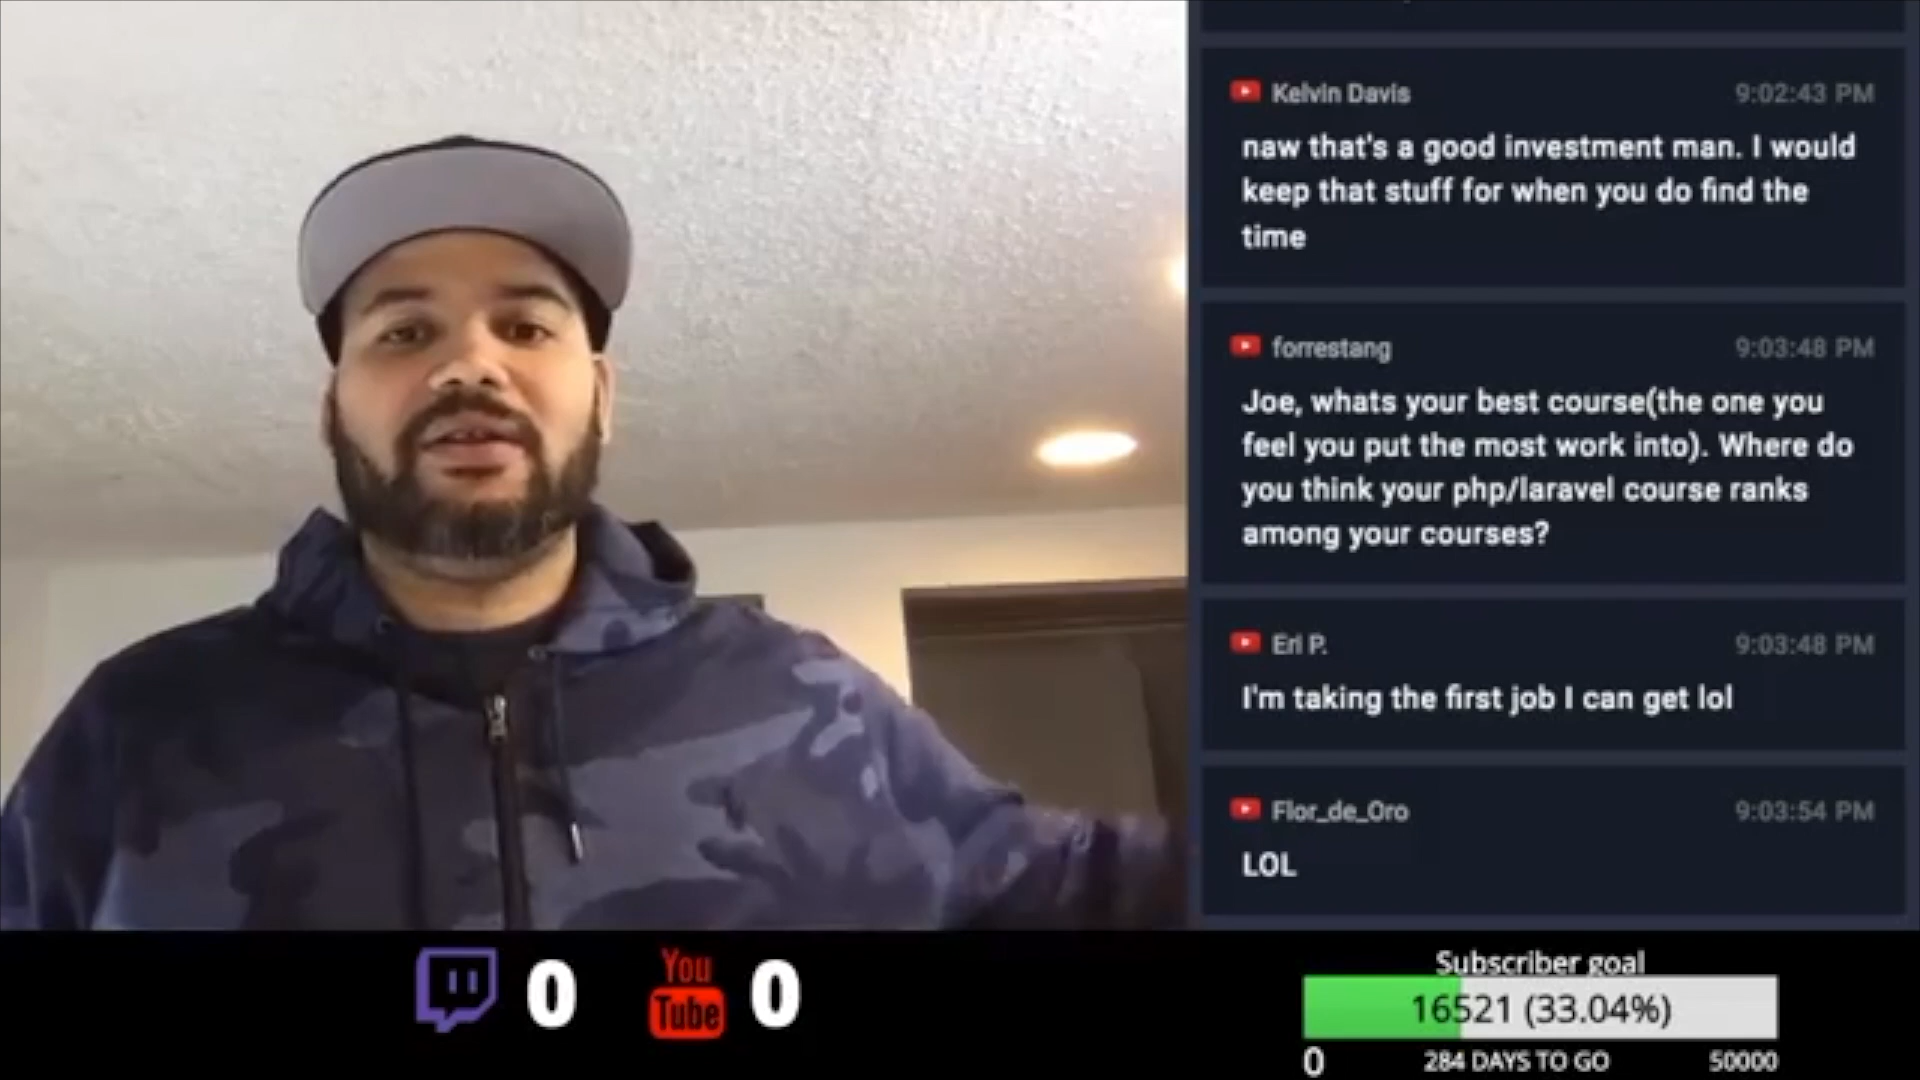 Kelvin Davis 9:02:43 PM
naw that's a good investment man. I would
keep that stuff for when you do find the
time
forrestang 9:03:48 PM
Joe, whats your best course(the one you
feel you put the most work into). Where do
you think your php/laravel course ranks
among your courses?
Eri P. 9:03:48 PM
I'm taking the first job I can get lol
Flor_de_Oro 9:03:54 PM
LOL
0
You
Tube
0
Subscriber goal
16521 (33.04%)
0 284 DAYS TO GO 50000